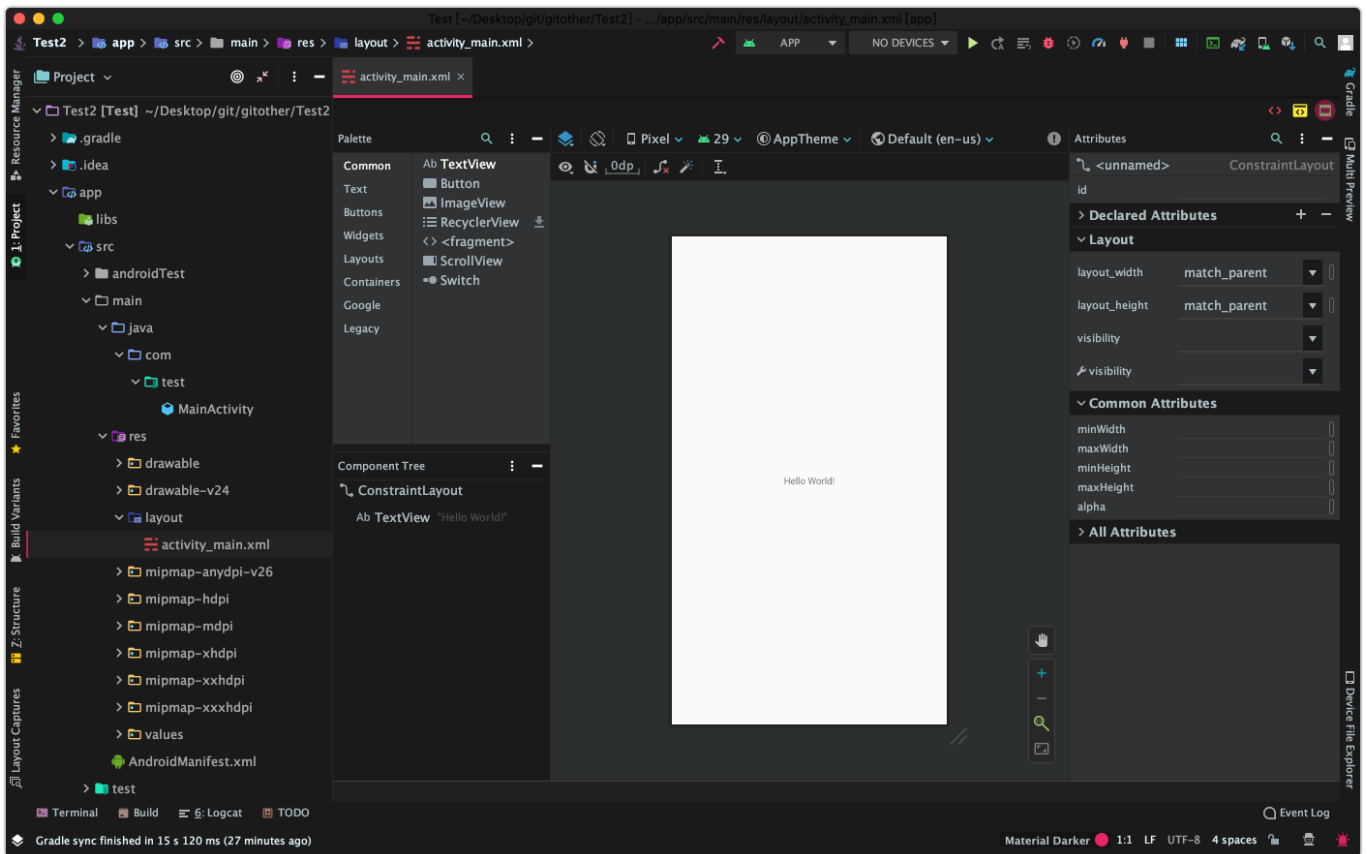 Test [~/Desktop/git/gitother/Test2] - .../app/src/main/res/layout/activity_main.xml [app]
Test2 > app > src > main > res > layout > activity_main.xml >
APP
NO DEVICES
Project
activity_main.xml ×
Resource Manager
1: Project
Favorites
Build Variants
Z: Structure
Layout Captures
Test2 [Test] ~/Desktop/git/gitother/Test2
.gradle
.idea
app
libs
src
androidTest
main
java
com
test
MainActivity
res
drawable
drawable-v24
layout
activity_main.xml
mipmap-anydpi-v26
mipmap-hdpi
mipmap-mdpi
mipmap-xhdpi
mipmap-xxhdpi
mipmap-xxxhdpi
values
AndroidManifest.xml
test
Palette
Common
Text
Buttons
Widgets
Layouts
Containers
Google
Legacy
Ab TextView
Button
ImageView
RecyclerView
<> <fragment>
ScrollView
Switch
Component Tree
ConstraintLayout
Ab TextView "Hello World!"
Pixel
29
AppTheme
Default (en-us)
0dp
Hello World!
Attributes
<unnamed> ConstraintLayout
id
Declared Attributes + −
Layout
layout_width match_parent
layout_height match_parent
visibility
visibility
Common Attributes
minWidth
maxWidth
minHeight
maxHeight
alpha
All Attributes
Gradle
Multi Preview
Device File Explorer
Terminal
Build
6: Logcat
TODO
Event Log
Gradle sync finished in 15 s 120 ms (27 minutes ago)
Material Darker
1:1 LF UTF-8 4 spaces